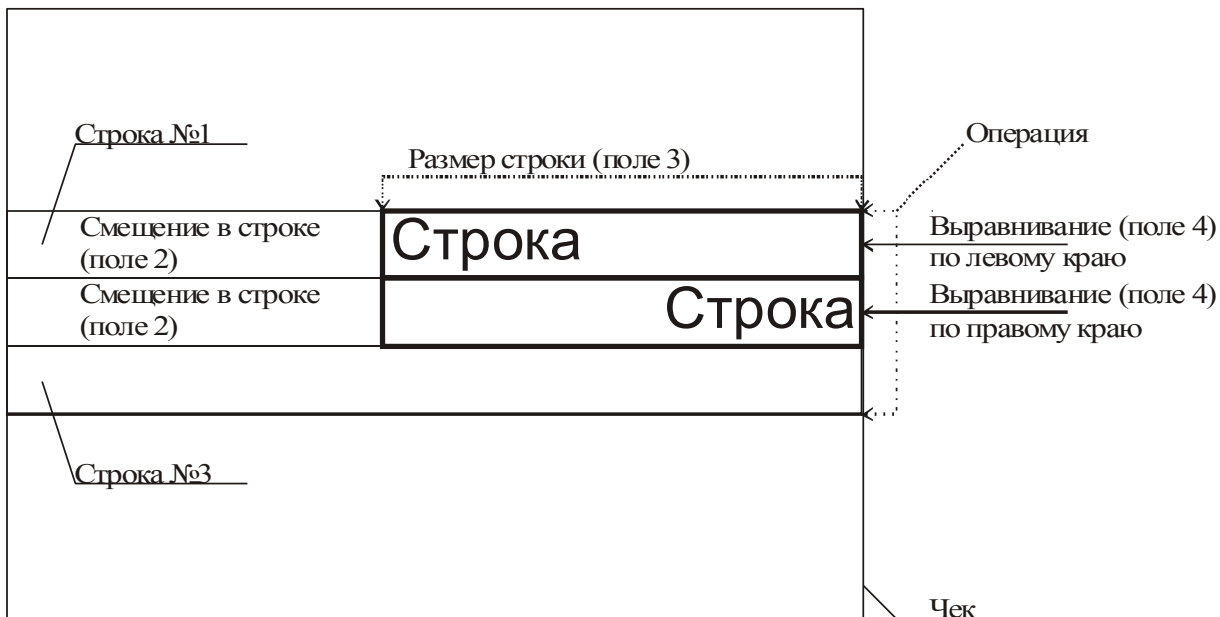 Строка №1
Операция
Размер строки (поле 3)
Смещение в строке
(поле 2)
Строка
Выравнивание (поле 4)
по левому краю
Смещение в строке
(поле 2)
Строка
Выравнивание (поле 4)
по правому краю
Строка №3
Чек